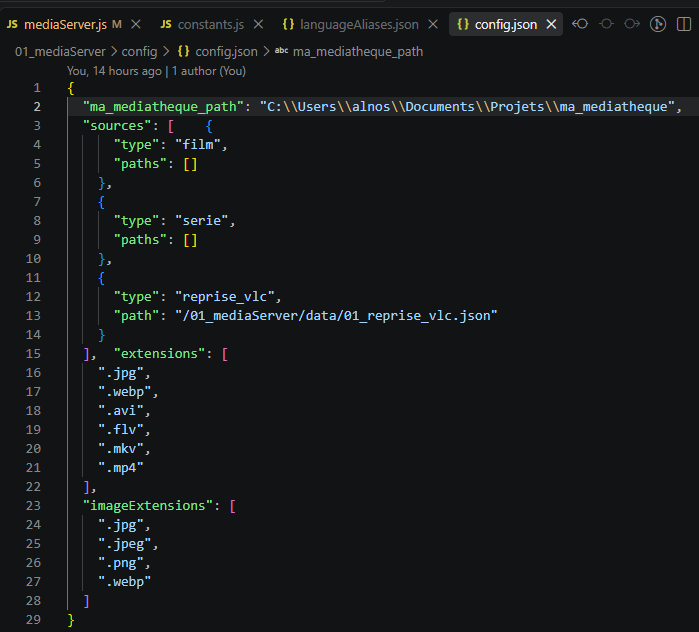 JS mediaServer.js M
JS constants.js
{} languageAliases.json
{} config.json
01_mediaServer > config > {} config.json > abc ma_mediatheque_path
You, 14 hours ago | 1 author (You)
1 {
2 "ma_mediatheque_path": "C:\\Users\\alnos\\Documents\\Projets\\ma_mediatheque",
3 "sources": [ {
4 "type": "film",
5 "paths": []
6 },
7 {
8 "type": "serie",
9 "paths": []
10 },
11 {
12 "type": "reprise_vlc",
13 "path": "/01_mediaServer/data/01_reprise_vlc.json"
14 }
15 ], "extensions": [
16 ".jpg",
17 ".webp",
18 ".avi",
19 ".flv",
20 ".mkv",
21 ".mp4"
22 ],
23 "imageExtensions": [
24 ".jpg",
25 ".jpeg",
26 ".png",
27 ".webp"
28 ]
29 }